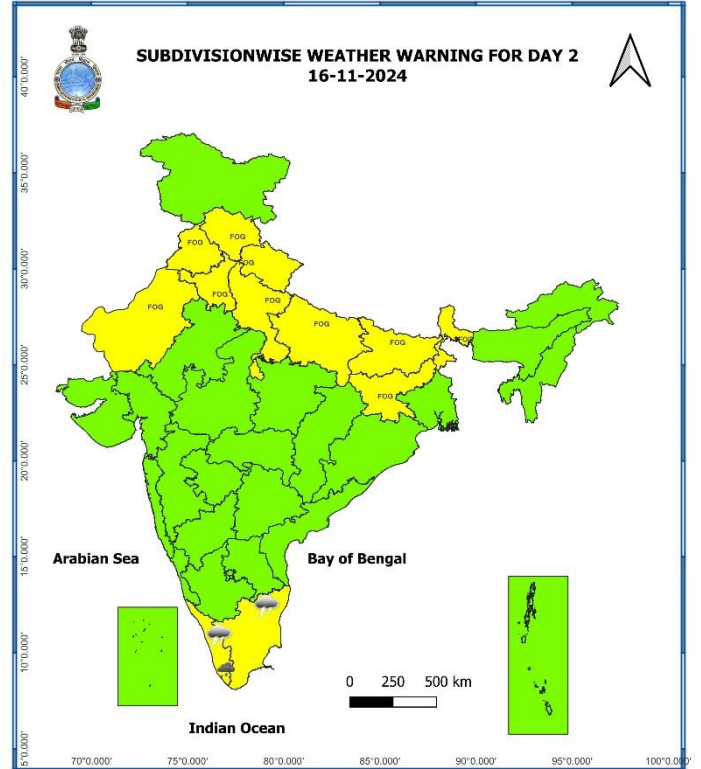 SUBDIVISIONWISE WEATHER WARNING FOR DAY 2
16-11-2024
40°0.000'
35°0.000'
FOG
FOG
FOG
30°0.000'
FOG
FOG
FOG
FOG
FOG
FOG
25°0.000'
FOG
20°0.000'
15°0.000'
Arabian Sea
Bay of Bengal
10°0.000'
0 250 500 km
Indian Ocean
5°0.000'
70°0.000' 75°0.000' 80°0.000' 85°0.000' 90°0.000' 95°0.000' 100°0.000'